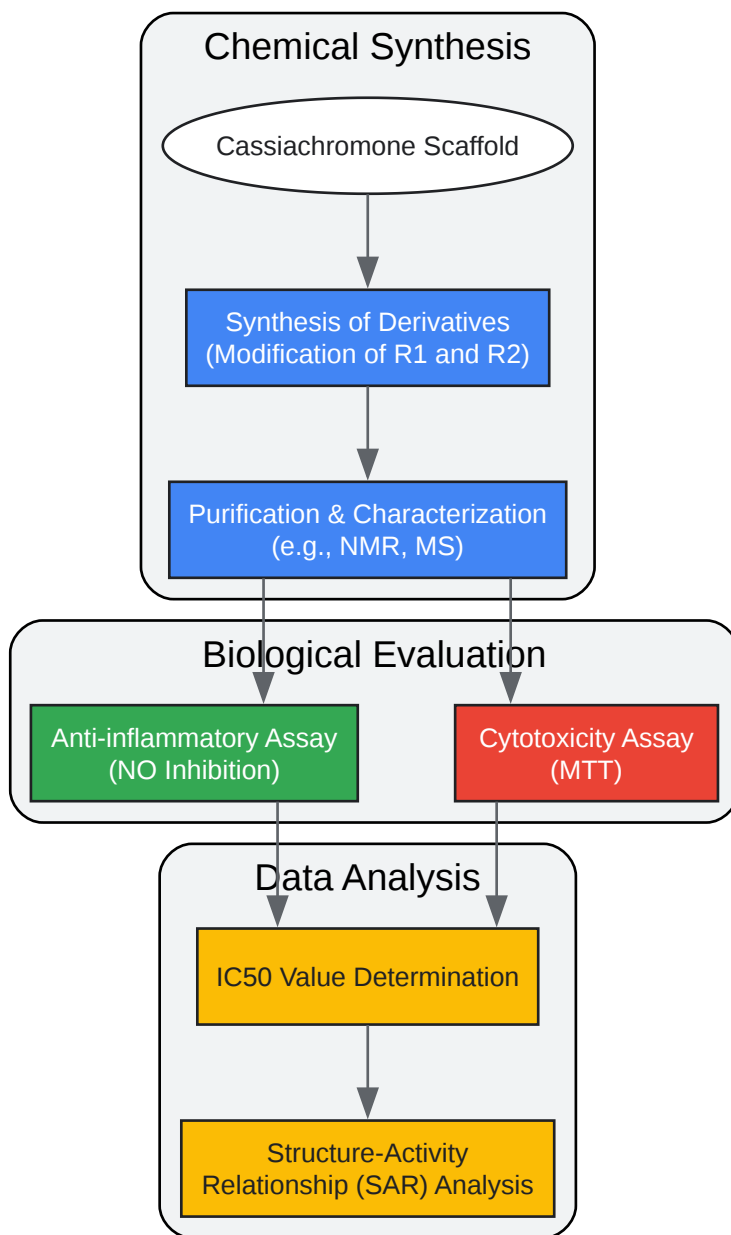 Chemical Synthesis
Cassiachromone Scaffold
Synthesis of Derivatives
(Modification of R1 and R2)
Purification & Characterization
(e.g., NMR, MS)
Biological Evaluation
Anti-inflammatory Assay
(NO Inhibition)
Cytotoxicity Assay
(MTT)
Data Analysis
IC50 Value Determination
Structure-Activity
Relationship (SAR) Analysis